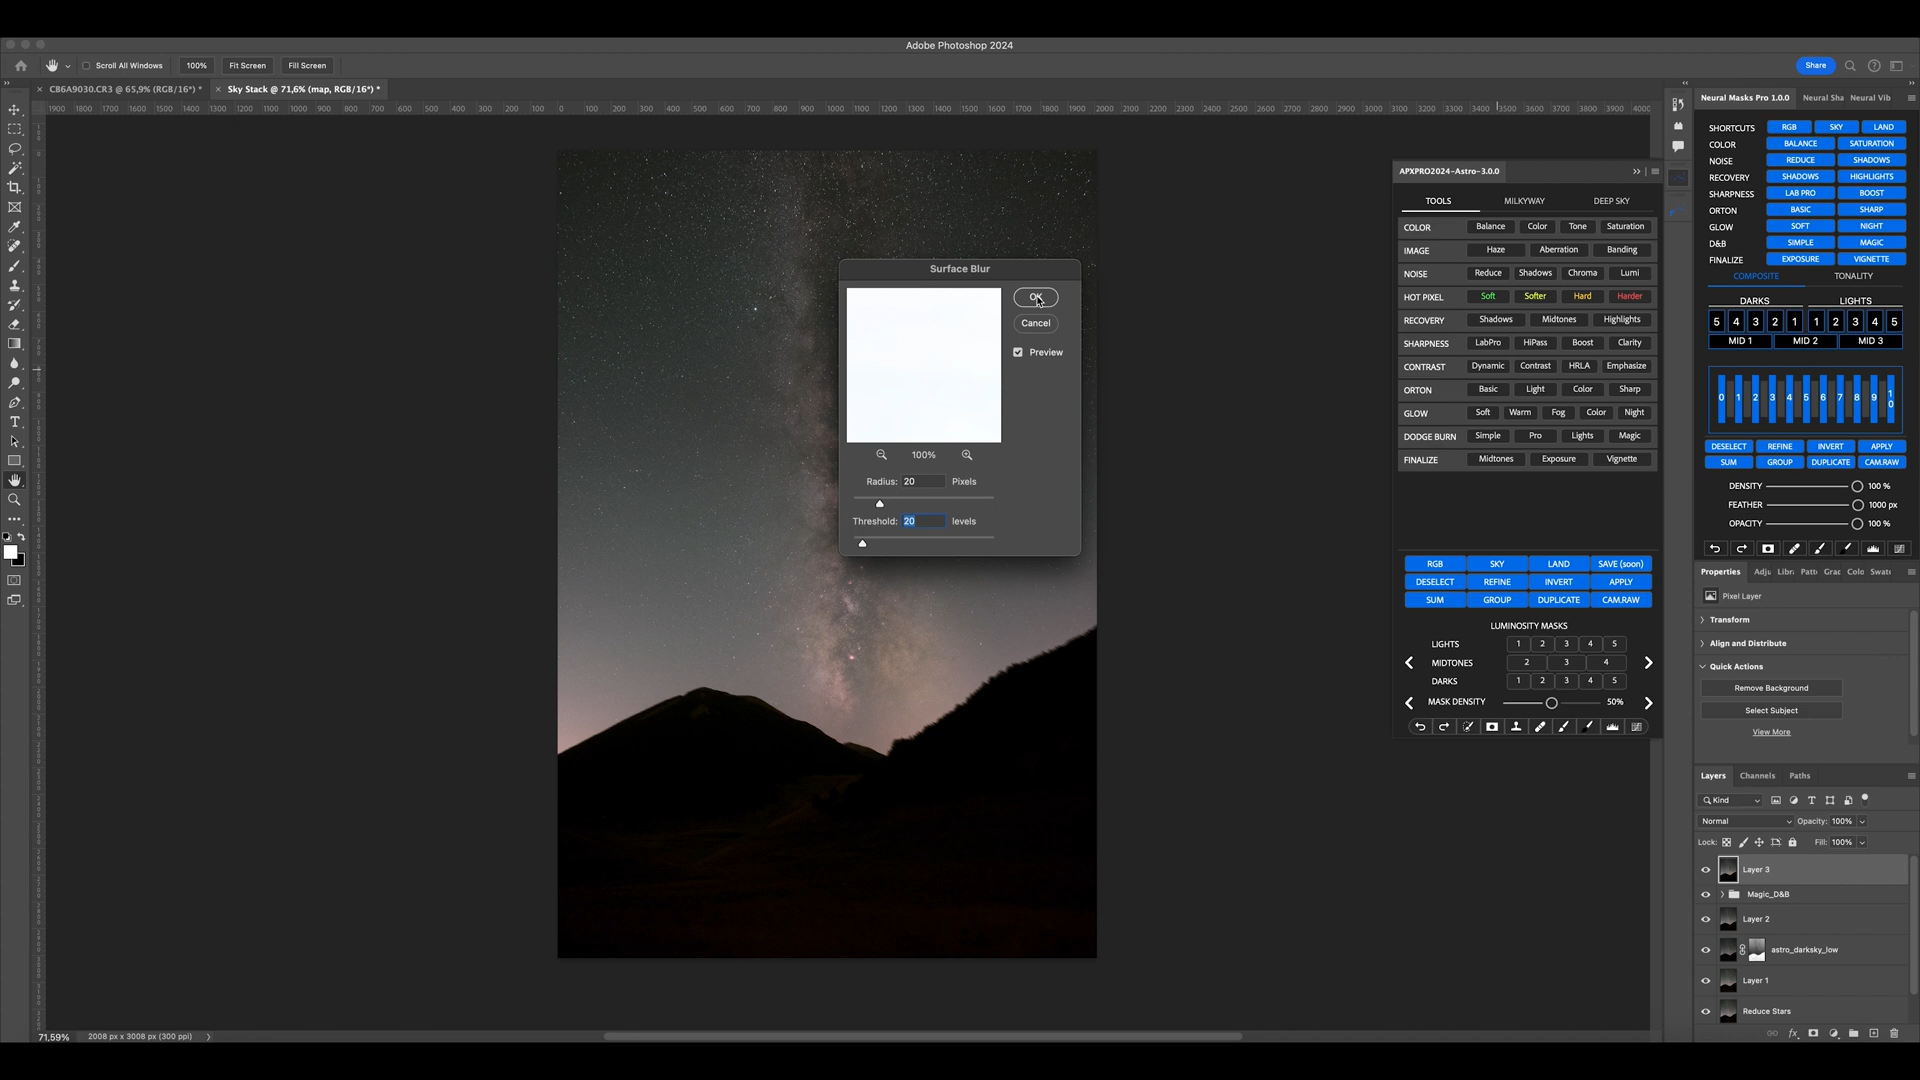 Adobe Photoshop 2024
Scroll All Windows 100% Fit Screen Fill Screen Share
CB6A9030.CR3 @ 65,9% (RGB/16*) * Sky Stack @ 71,6% (map, RGB/16*) *
Surface Blur
OK
Cancel
Preview
100%
Radius: 20 Pixels
Threshold: 20 levels
APXPRO2024-Astro-3.0.0
TOOLS MILKYWAY DEEP SKY
COLOR Balance Color Tone Saturation
IMAGE Haze Aberration Banding
NOISE Reduce Shadows Chroma Lumi
HOT PIXEL Soft Softer Hard Harder
RECOVERY Shadows Midtones Highlights
SHARPNESS LabPro HiPass Boost Clarity
CONTRAST Dynamic Contrast HRLA Emphasize
ORTON Basic Light Color Sharp
GLOW Soft Warm Fog Color Night
DODGE BURN Simple Pro Lights Magic
FINALIZE Midtones Exposure Vignette
RGB SKY LAND SAVE (soon)
DESELECT REFINE INVERT APPLY
SUM GROUP DUPLICATE CAM.RAW
LUMINOSITY MASKS
LIGHTS 1 2 3 4 5
MIDTONES 2 3 4
DARKS 1 2 3 4 5
MASK DENSITY 50%
Neural Masks Pro 1.0.0 Neural Sha Neural Vib
SHORTCUTS RGB SKY LAND
COLOR BALANCE SATURATION
NOISE REDUCE SHADOWS
RECOVERY SHADOWS HIGHLIGHTS
SHARPNESS LAB PRO BOOST
ORTON BASIC SHARP
GLOW SOFT NIGHT
D&B SIMPLE MAGIC
FINALIZE EXPOSURE VIGNETTE
COMPOSITE TONALITY
DARKS LIGHTS
5 4 3 2 1 1 2 3 4 5
MID 1 MID 2 MID 3
0 1 2 3 4 5 6 7 8 9 10
DESELECT REFINE INVERT APPLY
SUM GROUP DUPLICATE CAM.RAW
DENSITY 100 %
FEATHER 1000 px
OPACITY 100 %
Properties Adju Libra Patte Grad Colo Swatc
Pixel Layer
Transform
Align and Distribute
Quick Actions
Remove Background
Select Subject
View More
Layers Channels Paths
Kind
Normal Opacity: 100%
Lock: Fill: 100%
Layer 3
Magic_D&B
Layer 2
astro_darksky_low
Layer 1
Reduce Stars
71,59% 2008 px x 3008 px (300 ppi)